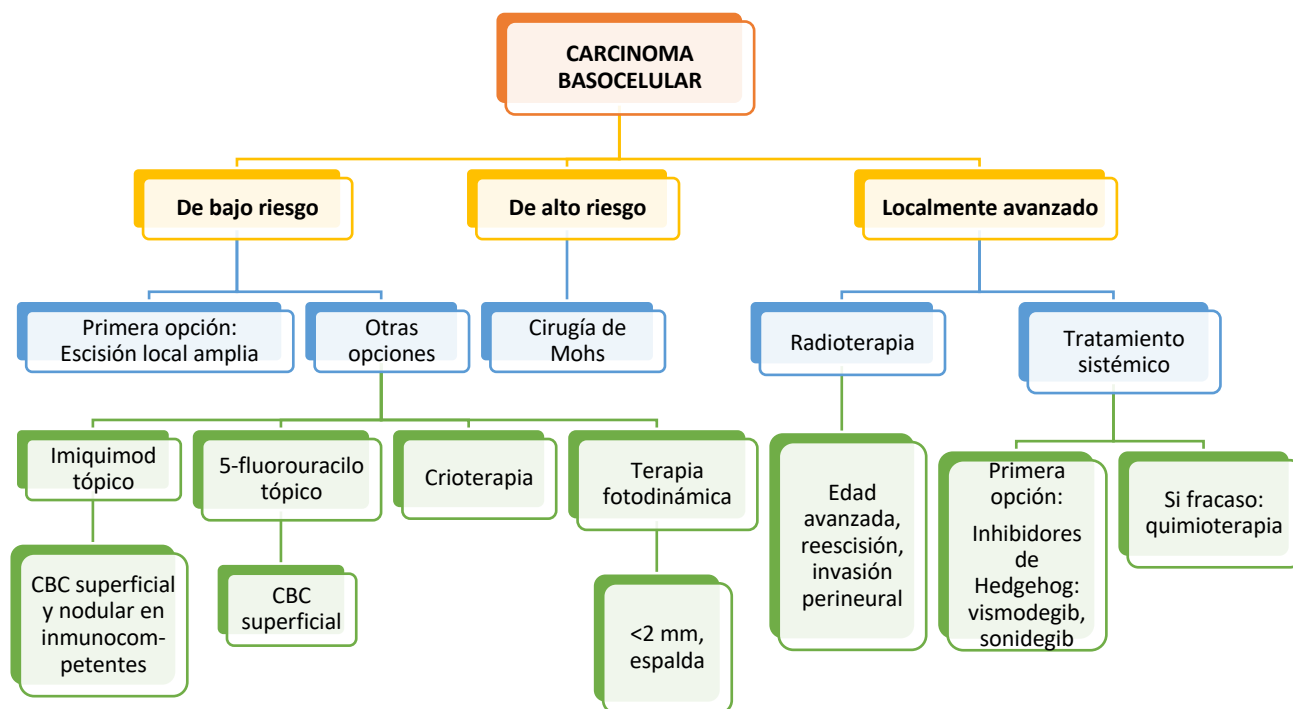 CARCINOMA
BASOCELULAR
De bajo riesgo
De alto riesgo
Localmente avanzado
Primera opción:
Escisión local amplia
Otras
opciones
Cirugía de
Mohs
Radioterapia
Tratamiento
sistémico
Imiquimod
tópico
5-fluorouracilo
tópico
Crioterapia
Terapia
fotodinámica
Edad
avanzada,
reescisión,
invasión
perineural
Primera
opción:
Inhibidores
de
Hedgehog:
vismodegib,
sonidegib
Si fracaso:
quimioterapia
CBC superficial
y nodular en
inmunocom-
petentes
CBC
superficial
<2 mm,
espalda